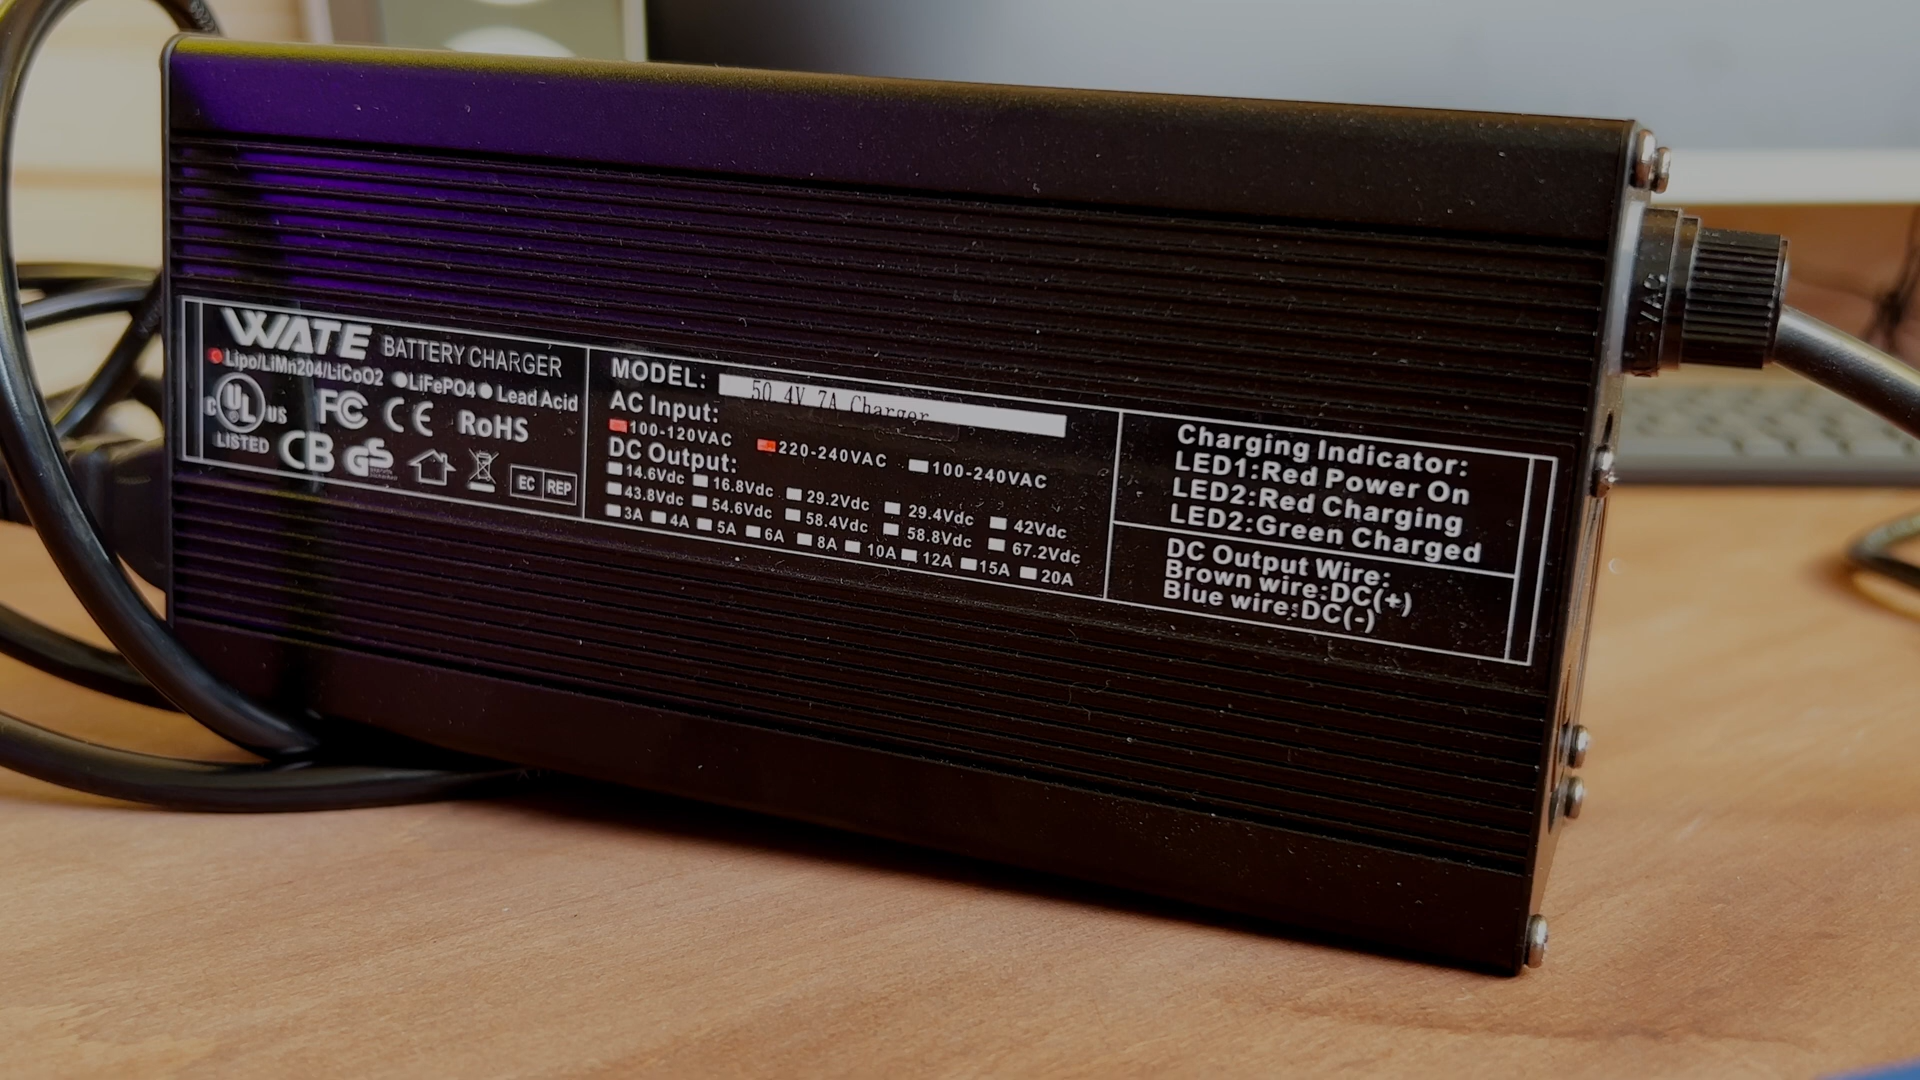 WATE BATTERY CHARGER
Lipo/LiMn204/LiCoO2 LiFePO4 Lead Acid
C UL US LISTED
FC CE RoHS
CB GS EC REP
MODEL: 50.4V 7A Charger
AC Input:
100-120VAC 220-240VAC 100-240VAC
DC Output:
14.6Vdc 16.8Vdc 29.2Vdc 29.4Vdc 42Vdc
43.8Vdc 54.6Vdc 58.4Vdc 58.8Vdc 67.2Vdc
3A 4A 5A 6A 8A 10A 12A 15A 20A
Charging Indicator:
LED1:Red Power On
LED2:Red Charging
LED2:Green Charged
DC Output Wire:
Brown wire:DC(+)
Blue wire:DC(-)